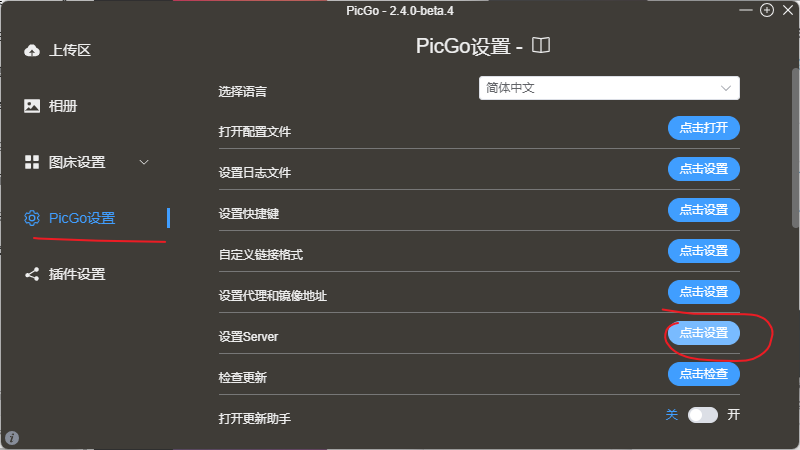 PicGo - 2.4.0-beta.4
上传区
相册
图床设置
PicGo设置
插件设置
PicGo设置 -
选择语言 简体中文
打开配置文件 点击打开
设置日志文件 点击设置
设置快捷键 点击设置
自定义链接格式 点击设置
设置代理和镜像地址 点击设置
设置Server 点击设置
检查更新 点击检查
打开更新助手 关 开